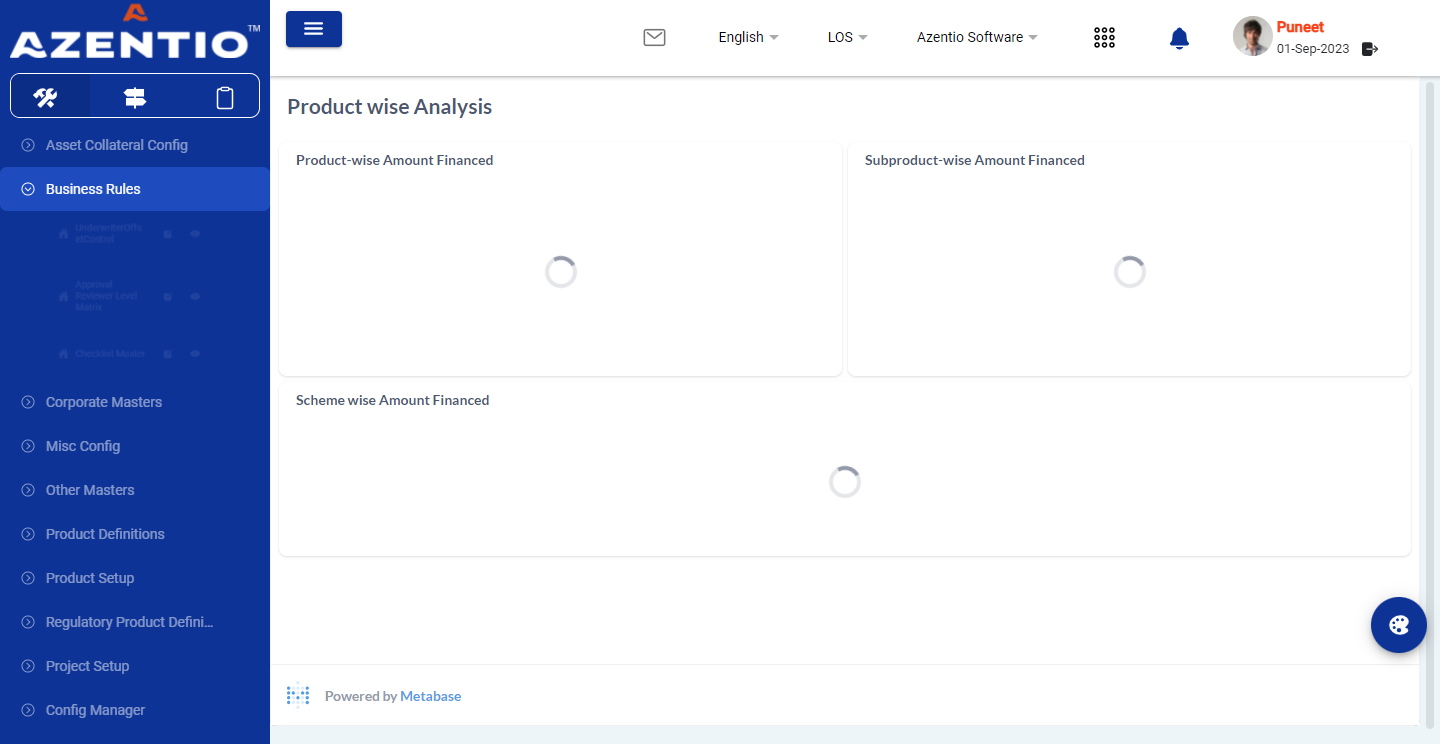 AZENTIO™
English
LOS
Azentio Software
Puneet
01-Sep-2023
Asset Collateral Config
Business Rules
UnderwriterOffs
etControl
Approval
Reviewer Level
Matrix
Checklist Master
Corporate Masters
Misc Config
Other Masters
Product Definitions
Product Setup
Regulatory Product Defini...
Project Setup
Config Manager
Product wise Analysis
Product-wise Amount Financed
Subproduct-wise Amount Financed
Scheme wise Amount Financed
Powered by Metabase